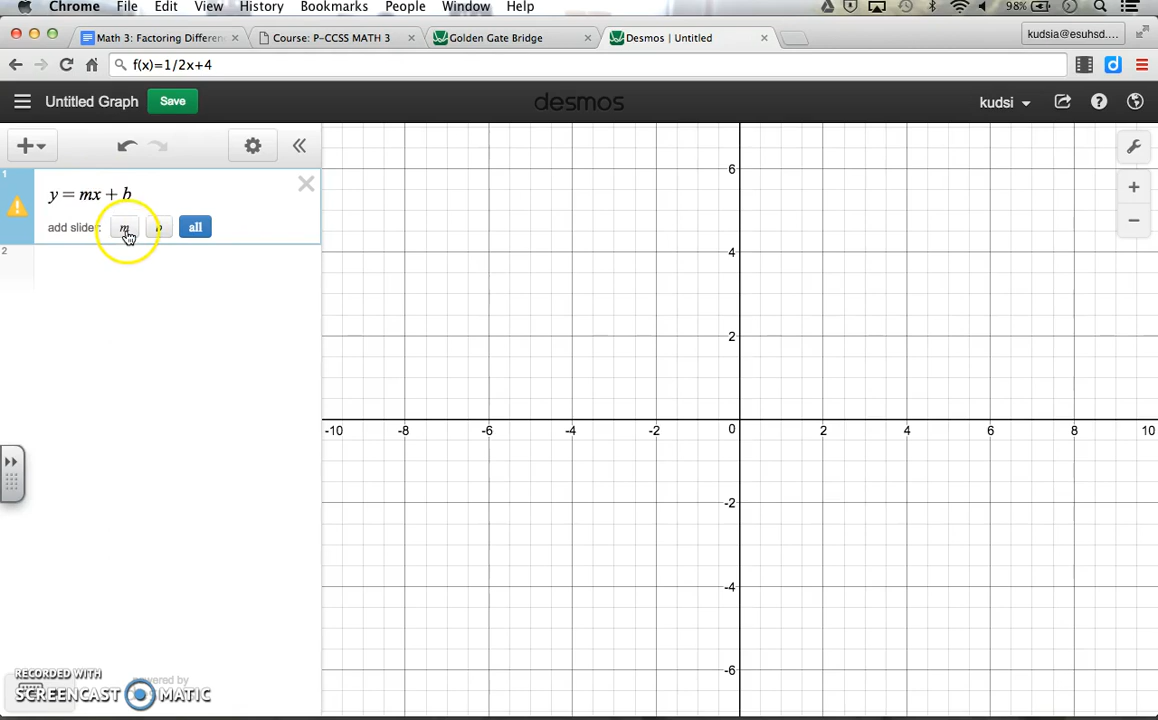 Chrome File Edit View History Bookmarks People Window Help 98%
Math 3: Factoring Differen Course: P-CCSS MATH 3 Golden Gate Bridge Desmos | Untitled kudsia@esuhsd....
f(x)=1/2x+4
Untitled Graph Save desmos kudsi
1
y = mx + b
add slider: m b all
2
6
4
2
-10 -8 -6 -4 -2 0 2 4 6 8 10
-2
-4
-6
RECORDED WITH
powered by
SCREENCAST MATIC